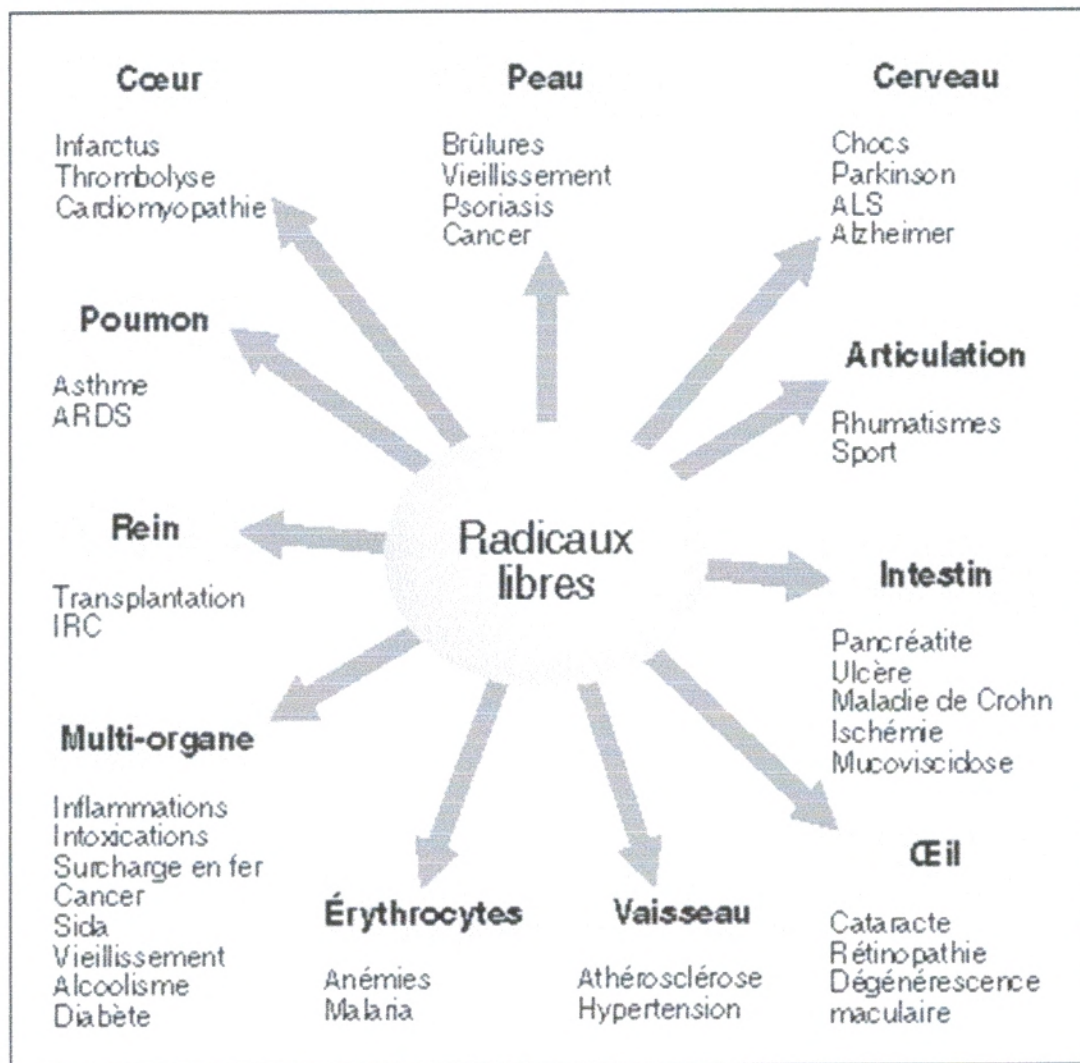 Cœur
Infarctus
Thrombolyse
Cardiomyopathie
Peau
Brûlures
Vieillissement
Psoriasis
Cancer
Cerveau
Chocs
Parkinson
ALS
Alzheimer
Poumon
Asthme
ARDS
Articulation
Rhumatismes
Sport
Rein
Transplantation
IRC
Radicaux
libres
Intestin
Pancréatite
Ulcère
Maladie de Crohn
Ischémie
Mucoviscidose
Multi-organe
Inflammations
Intoxications
Surcharge en fer
Cancer
Sida
Vieillissement
Alcoolisme
Diabète
Érythrocytes
Anémies
Malaria
Vaisseau
Athérosclérose
Hypertension
Œil
Cataracte
Rétinopathie
Dégénérescence
maculaire